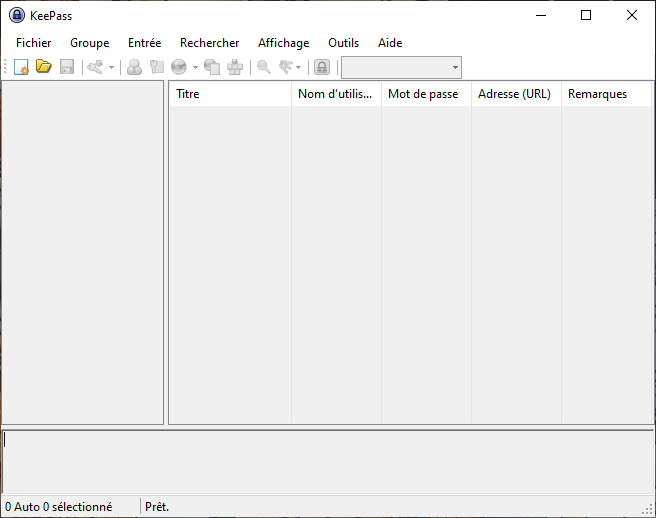 KeePass
Fichier Groupe Entrée Rechercher Affichage Outils Aide
Titre Nom d'utilis... Mot de passe Adresse (URL) Remarques
0 Auto 0 sélectionné Prêt.